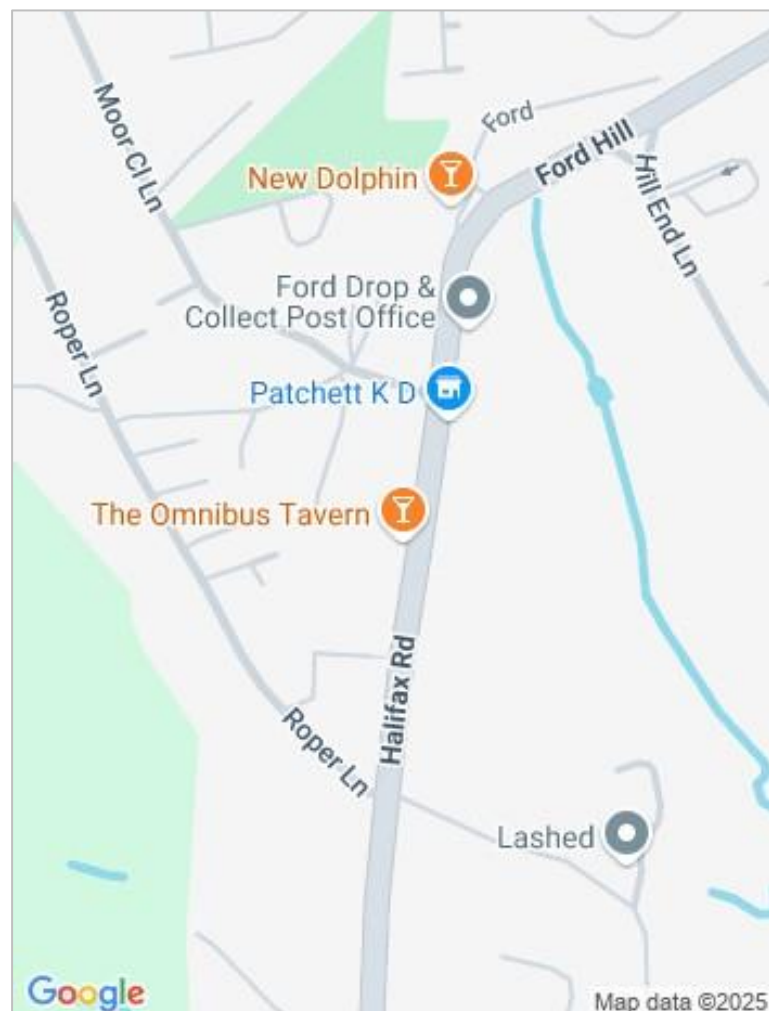 Moor Cl Ln
Ford
New Dolphin
Ford Hill
Hill End Ln
Ford Drop &
Collect Post Office
Roper Ln
Patchett K D
The Omnibus Tavern
Halifax Rd
Roper Ln
Lashed
Google
Map data ©2025